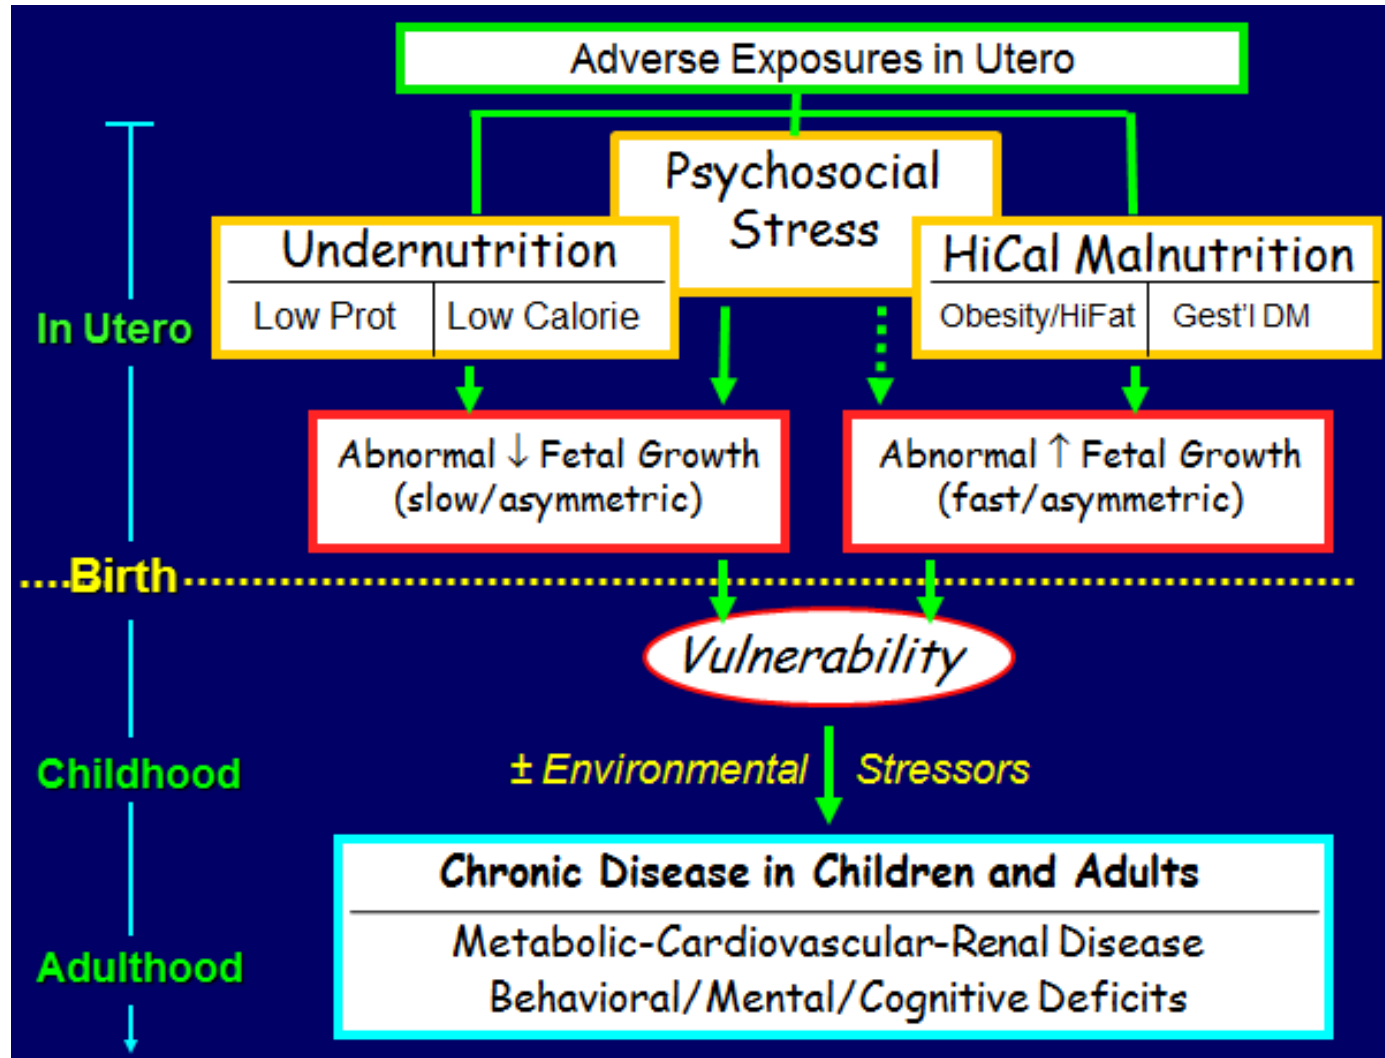 Adverse Exposures in Utero
Psychosocial
Stress
Undernutrition
Low Prot
Low Calorie
HiCal Malnutrition
Obesity/HiFat
Gest'l DM
In Utero
Abnormal ↓ Fetal Growth
(slow/asymmetric)
Abnormal ↑ Fetal Growth
(fast/asymmetric)
....Birth
Vulnerability
Childhood
± Environmental Stressors
Chronic Disease in Children and Adults
Metabolic-Cardiovascular-Renal Disease
Behavioral/Mental/Cognitive Deficits
Adulthood